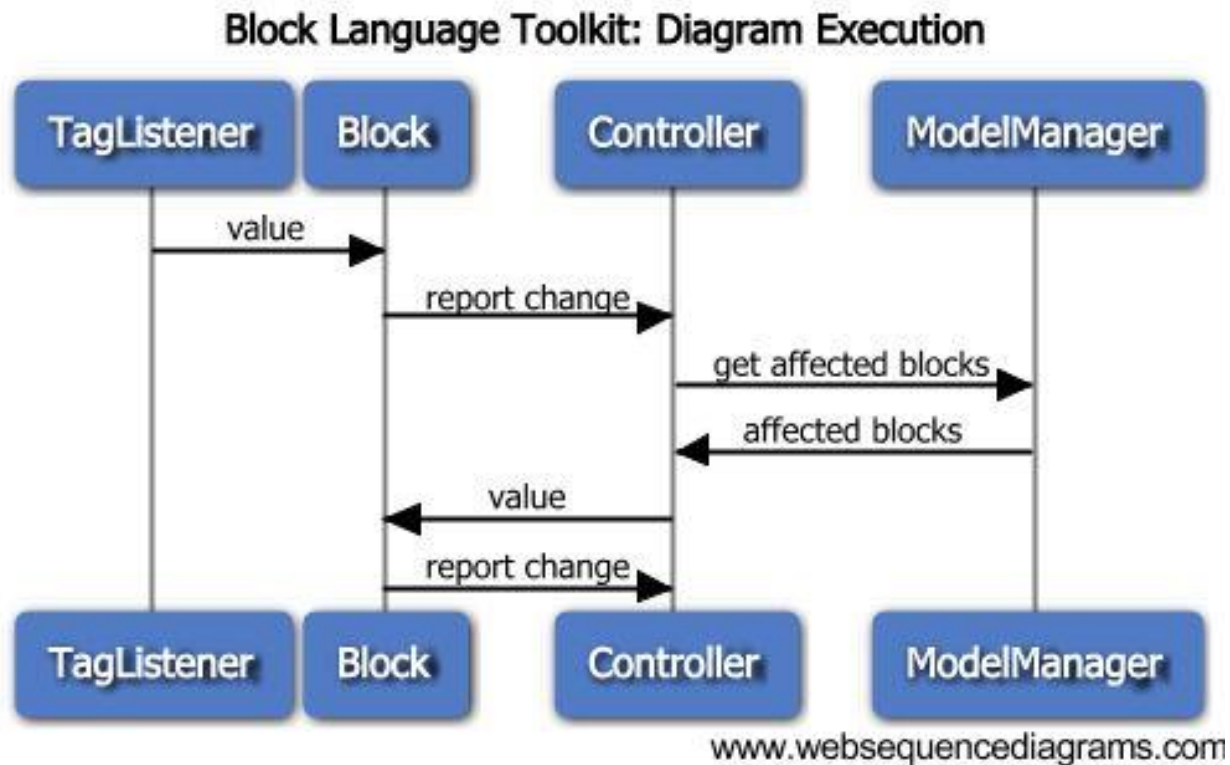 Block Language Toolkit: Diagram Execution
TagListener Block Controller ModelManager
value
report change
get affected blocks
affected blocks
value
report change
TagListener Block Controller ModelManager
www.websequencediagrams.com